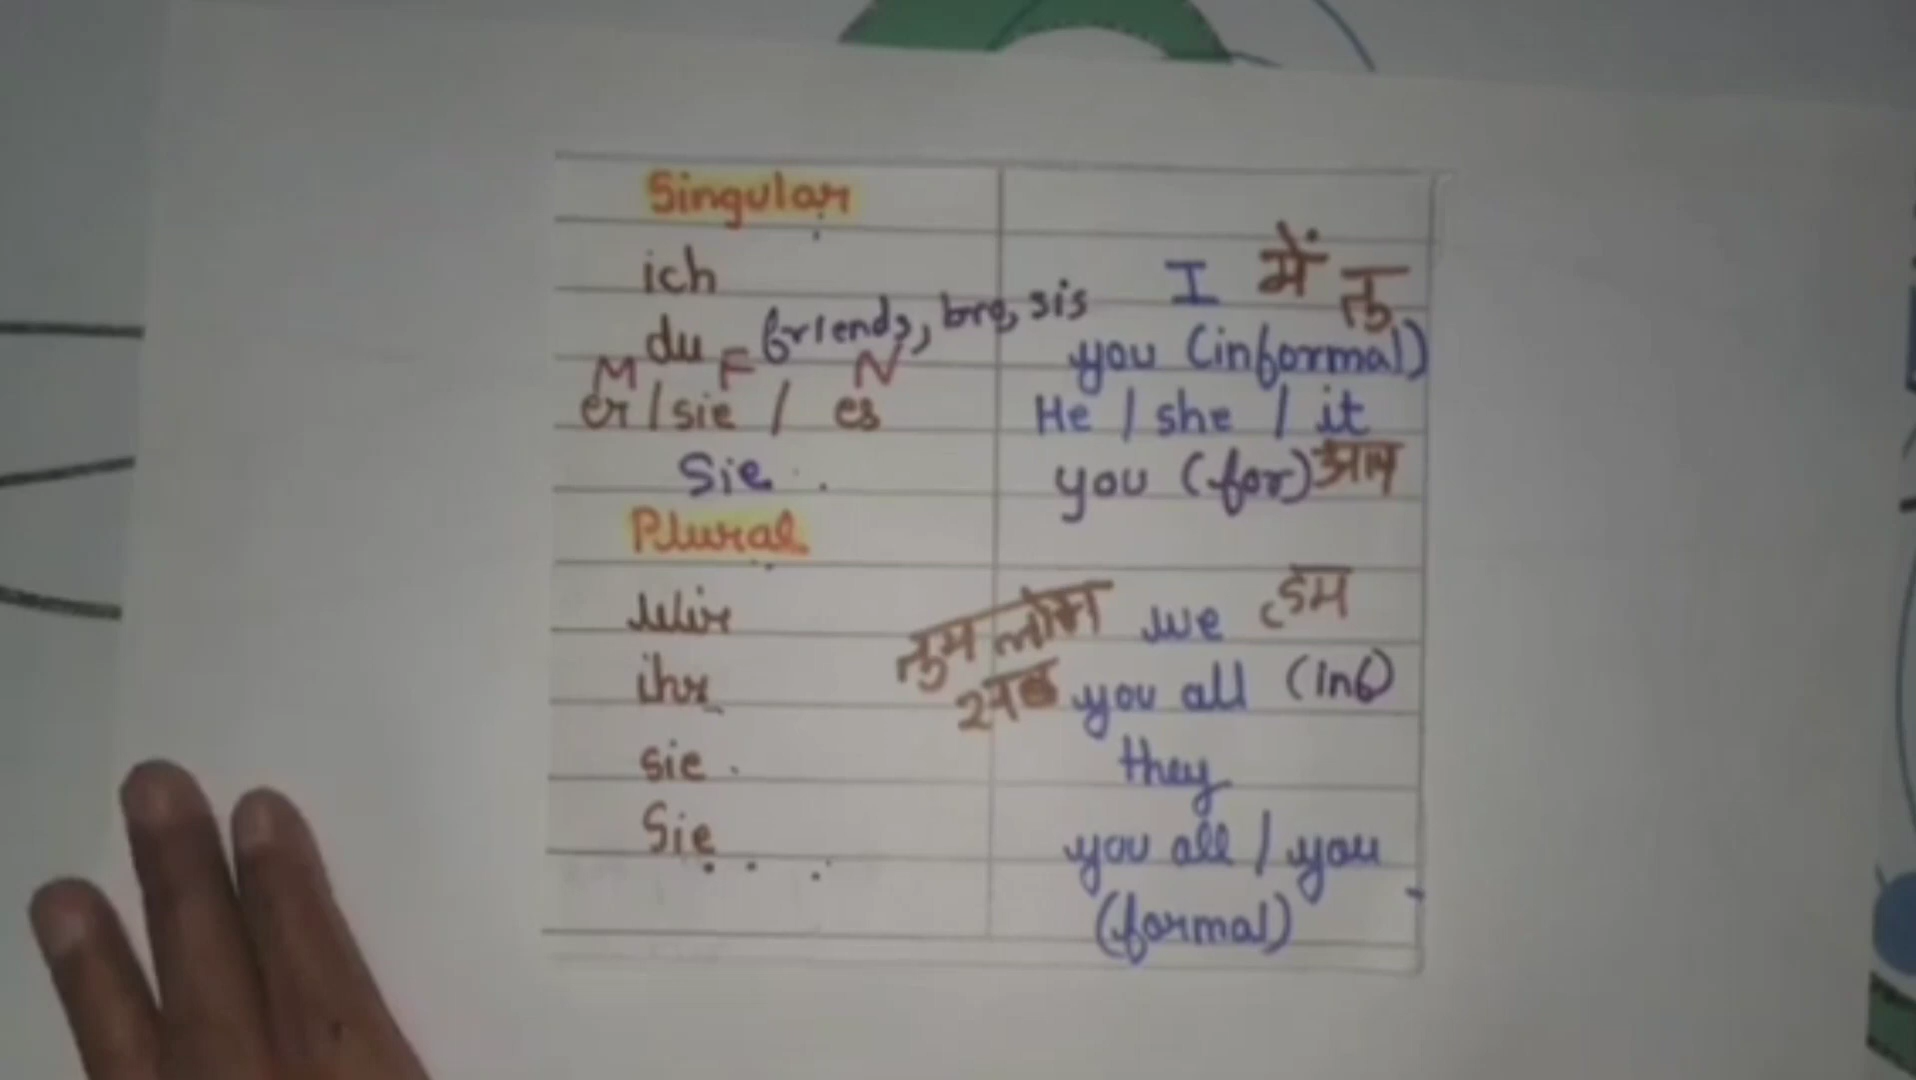 Singular
ich I में तु
du friends, bro, sis you (informal)
M F N
er / sie / es He / she / it
Sie you (for) आप
Plural
Wir we हम
तुम लोग
ihr सब you all (inf)
sie they
Sie you all / you
(formal)